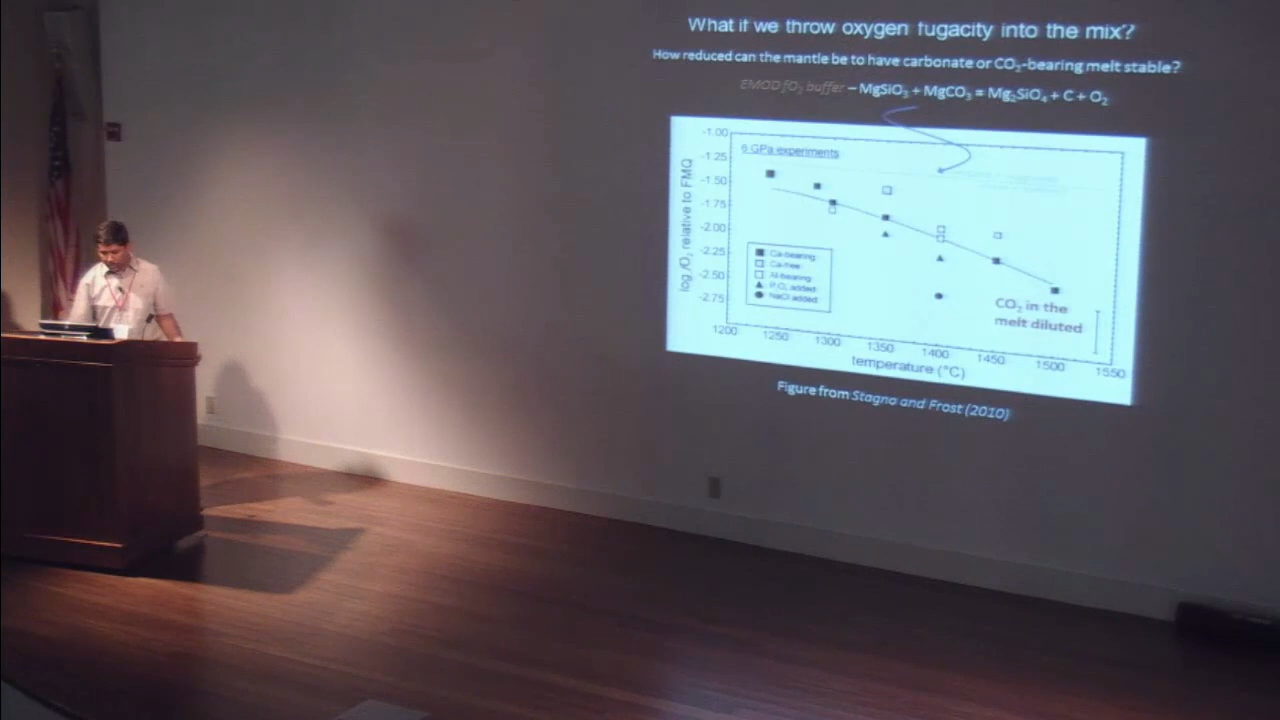 What if we throw oxygen fugacity into the mix?
How reduced can the mantle be to have carbonate or CO₂-bearing melt stable?
EMOD fO₂ buffer – MgSiO₃ + MgCO₃ = Mg₂SiO₄ + C + O₂
6 GPa experiments
log fO₂ relative to FMQ
-1.00
-1.25
-1.50
-1.75
-2.00
-2.25
-2.50
-2.75
Ca-bearing
Ca-free
Al-bearing
P₂O₅ added
NaCl added
CO₂ in the
melt diluted
1200 1250 1300 1350 1400 1450 1500 1550
temperature (°C)
Figure from Stagno and Frost (2010)